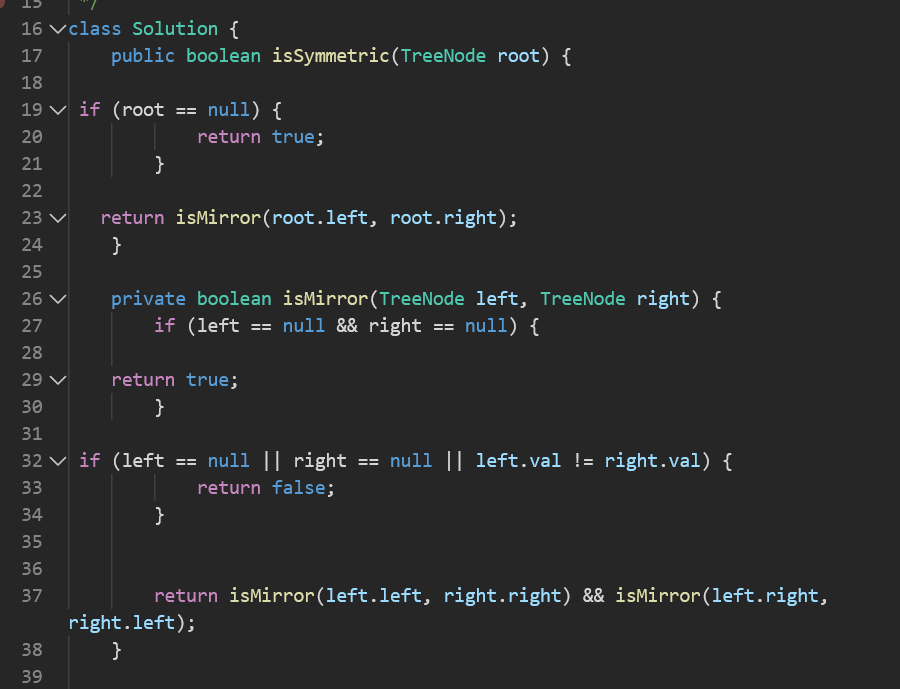 15 */
16 class Solution {
17 public boolean isSymmetric(TreeNode root) {
18
19 if (root == null) {
20 return true;
21 }
22
23 return isMirror(root.left, root.right);
24 }
25
26 private boolean isMirror(TreeNode left, TreeNode right) {
27 if (left == null && right == null) {
28
29 return true;
30 }
31
32 if (left == null || right == null || left.val != right.val) {
33 return false;
34 }
35
36
37 return isMirror(left.left, right.right) && isMirror(left.right,
right.left);
38 }
39